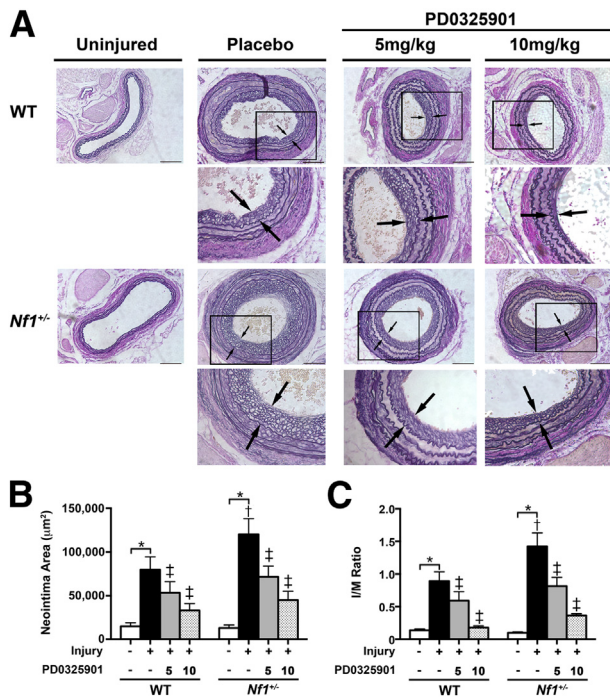 A
PD0325901
Uninjured Placebo 5mg/kg 10mg/kg
WT
Nf1+/-
B
Neointima Area (µm²)
150,000
100,000
50,000
0
* * † ‡ ‡ ‡ ‡
Injury - + + + - + + +
PD0325901 - - 5 10 - - 5 10
WT Nf1+/-
C
I/M Ratio
2.0
1.5
1.0
0.5
0.0
* * † ‡ ‡ ‡ ‡
Injury - + + + - + + +
PD0325901 - - 5 10 - - 5 10
WT Nf1+/-